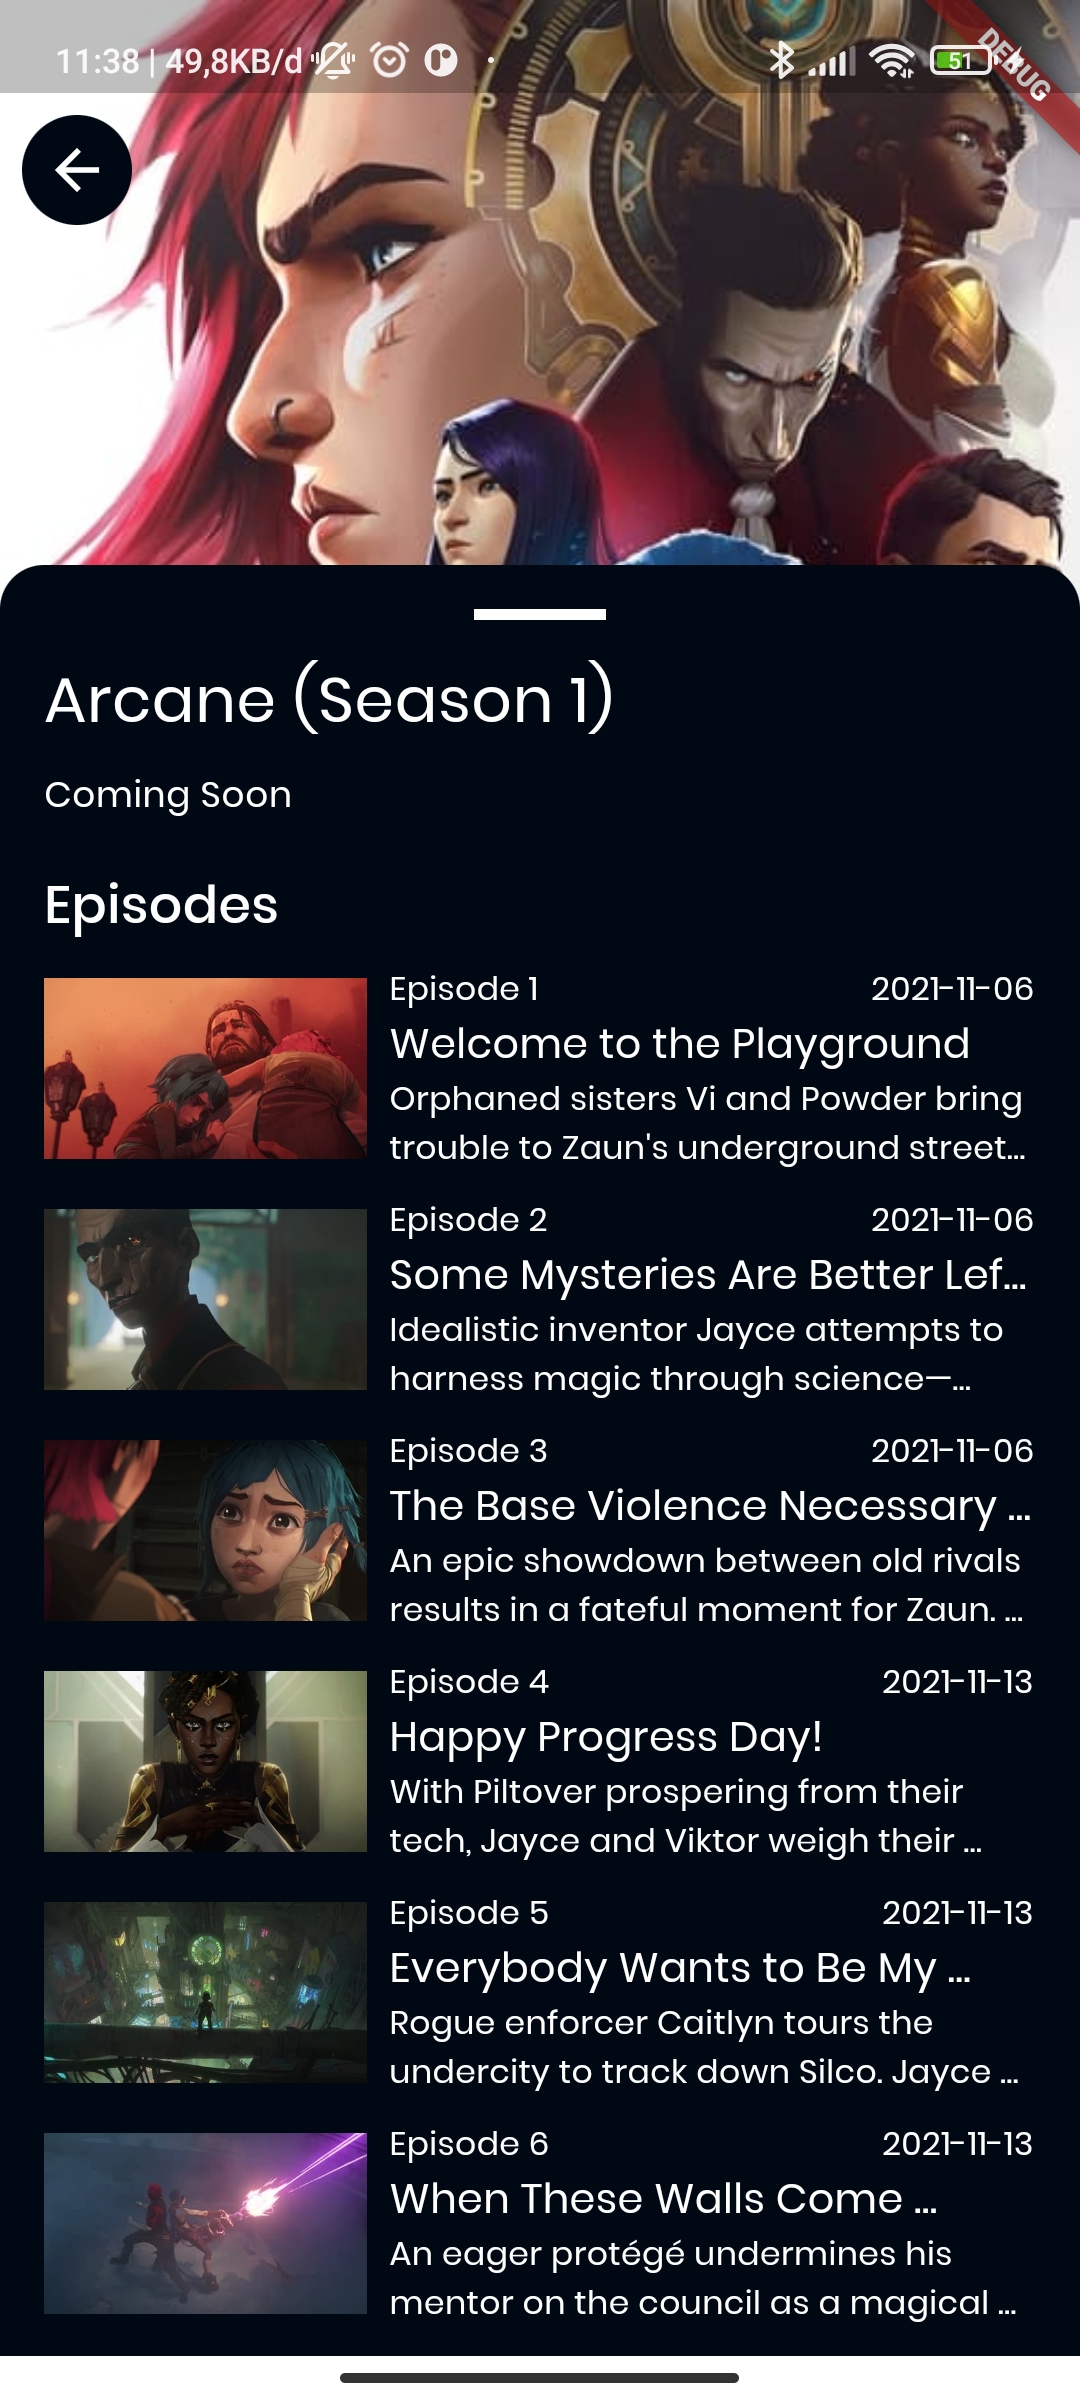 11:38 | 49,8KB/d
51
DEBUG
Arcane (Season 1)
Coming Soon
Episodes
Episode 1 2021-11-06
Welcome to the Playground
Orphaned sisters Vi and Powder bring
trouble to Zaun's underground street...
Episode 2 2021-11-06
Some Mysteries Are Better Lef...
Idealistic inventor Jayce attempts to
harness magic through science—...
Episode 3 2021-11-06
The Base Violence Necessary ...
An epic showdown between old rivals
results in a fateful moment for Zaun. ...
Episode 4 2021-11-13
Happy Progress Day!
With Piltover prospering from their
tech, Jayce and Viktor weigh their ...
Episode 5 2021-11-13
Everybody Wants to Be My ...
Rogue enforcer Caitlyn tours the
undercity to track down Silco. Jayce ...
Episode 6 2021-11-13
When These Walls Come ...
An eager protégé undermines his
mentor on the council as a magical ...